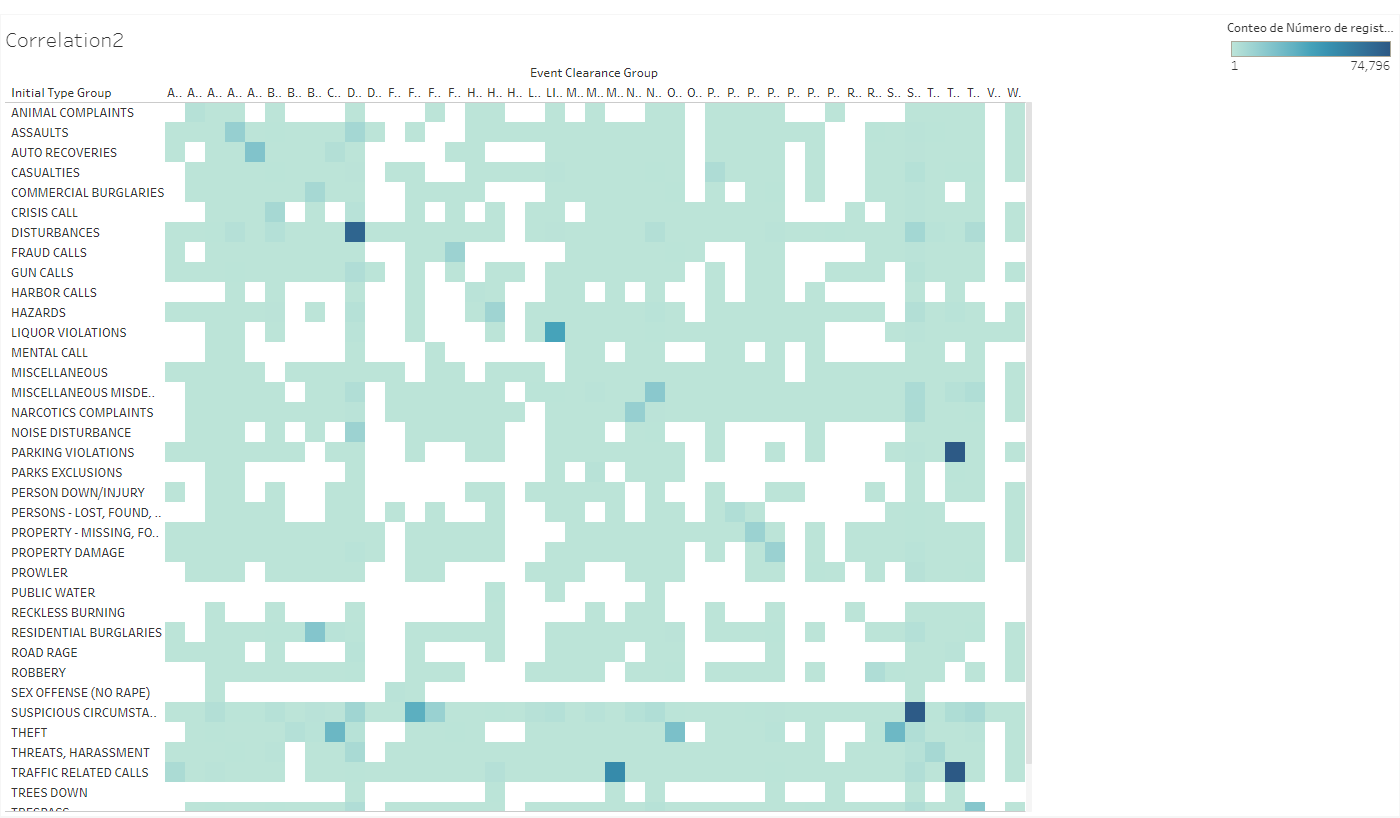 Correlation2
Conteo de Número de regist...
1 74,796
Event Clearance Group
Initial Type Group A.. A.. A.. A.. A.. B.. B.. B.. C.. D.. D.. F.. F.. F.. F.. H.. H.. H.. L.. LI.. M.. M.. M.. N.. N.. O.. O.. P.. P.. P.. P.. P.. P.. P.. R.. R.. S.. S.. T.. T.. T.. V.. W.
ANIMAL COMPLAINTS
ASSAULTS
AUTO RECOVERIES
CASUALTIES
COMMERCIAL BURGLARIES
CRISIS CALL
DISTURBANCES
FRAUD CALLS
GUN CALLS
HARBOR CALLS
HAZARDS
LIQUOR VIOLATIONS
MENTAL CALL
MISCELLANEOUS
MISCELLANEOUS MISDE..
NARCOTICS COMPLAINTS
NOISE DISTURBANCE
PARKING VIOLATIONS
PARKS EXCLUSIONS
PERSON DOWN/INJURY
PERSONS - LOST, FOUND, ..
PROPERTY - MISSING, FO..
PROPERTY DAMAGE
PROWLER
PUBLIC WATER
RECKLESS BURNING
RESIDENTIAL BURGLARIES
ROAD RAGE
ROBBERY
SEX OFFENSE (NO RAPE)
SUSPICIOUS CIRCUMSTA..
THEFT
THREATS, HARASSMENT
TRAFFIC RELATED CALLS
TREES DOWN
TRESPASS